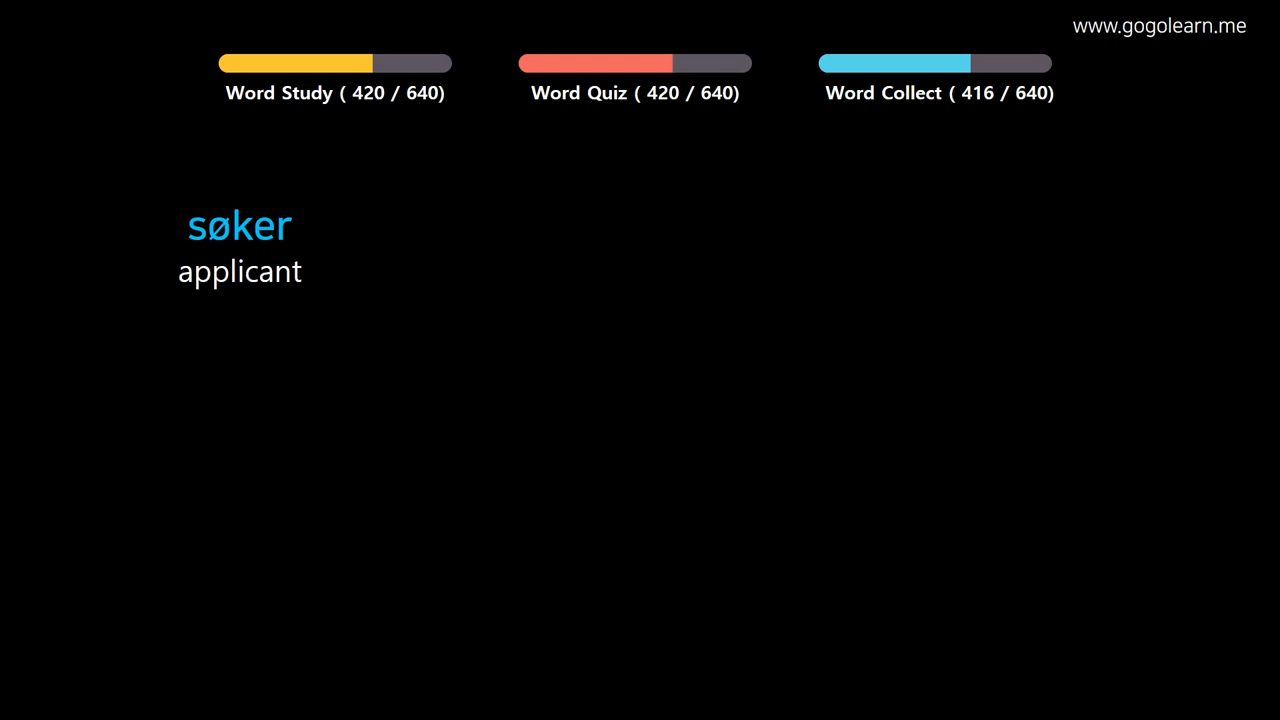 www.gogolearn.me
Word Study ( 420 / 640)
Word Quiz ( 420 / 640)
Word Collect ( 416 / 640)
søker
applicant